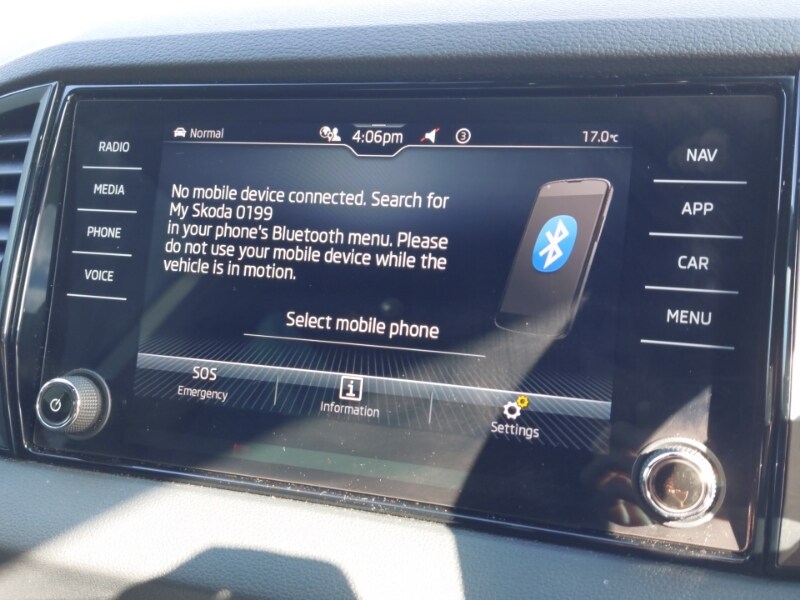 Normal
4:06pm
3
17.0°C
RADIO
MEDIA
PHONE
VOICE
NAV
APP
CAR
MENU
No mobile device connected. Search for
My Skoda 0199
in your phone's Bluetooth menu. Please
do not use your mobile device while the
vehicle is in motion.
Select mobile phone
SOS
Emergency
i
Information
Settings